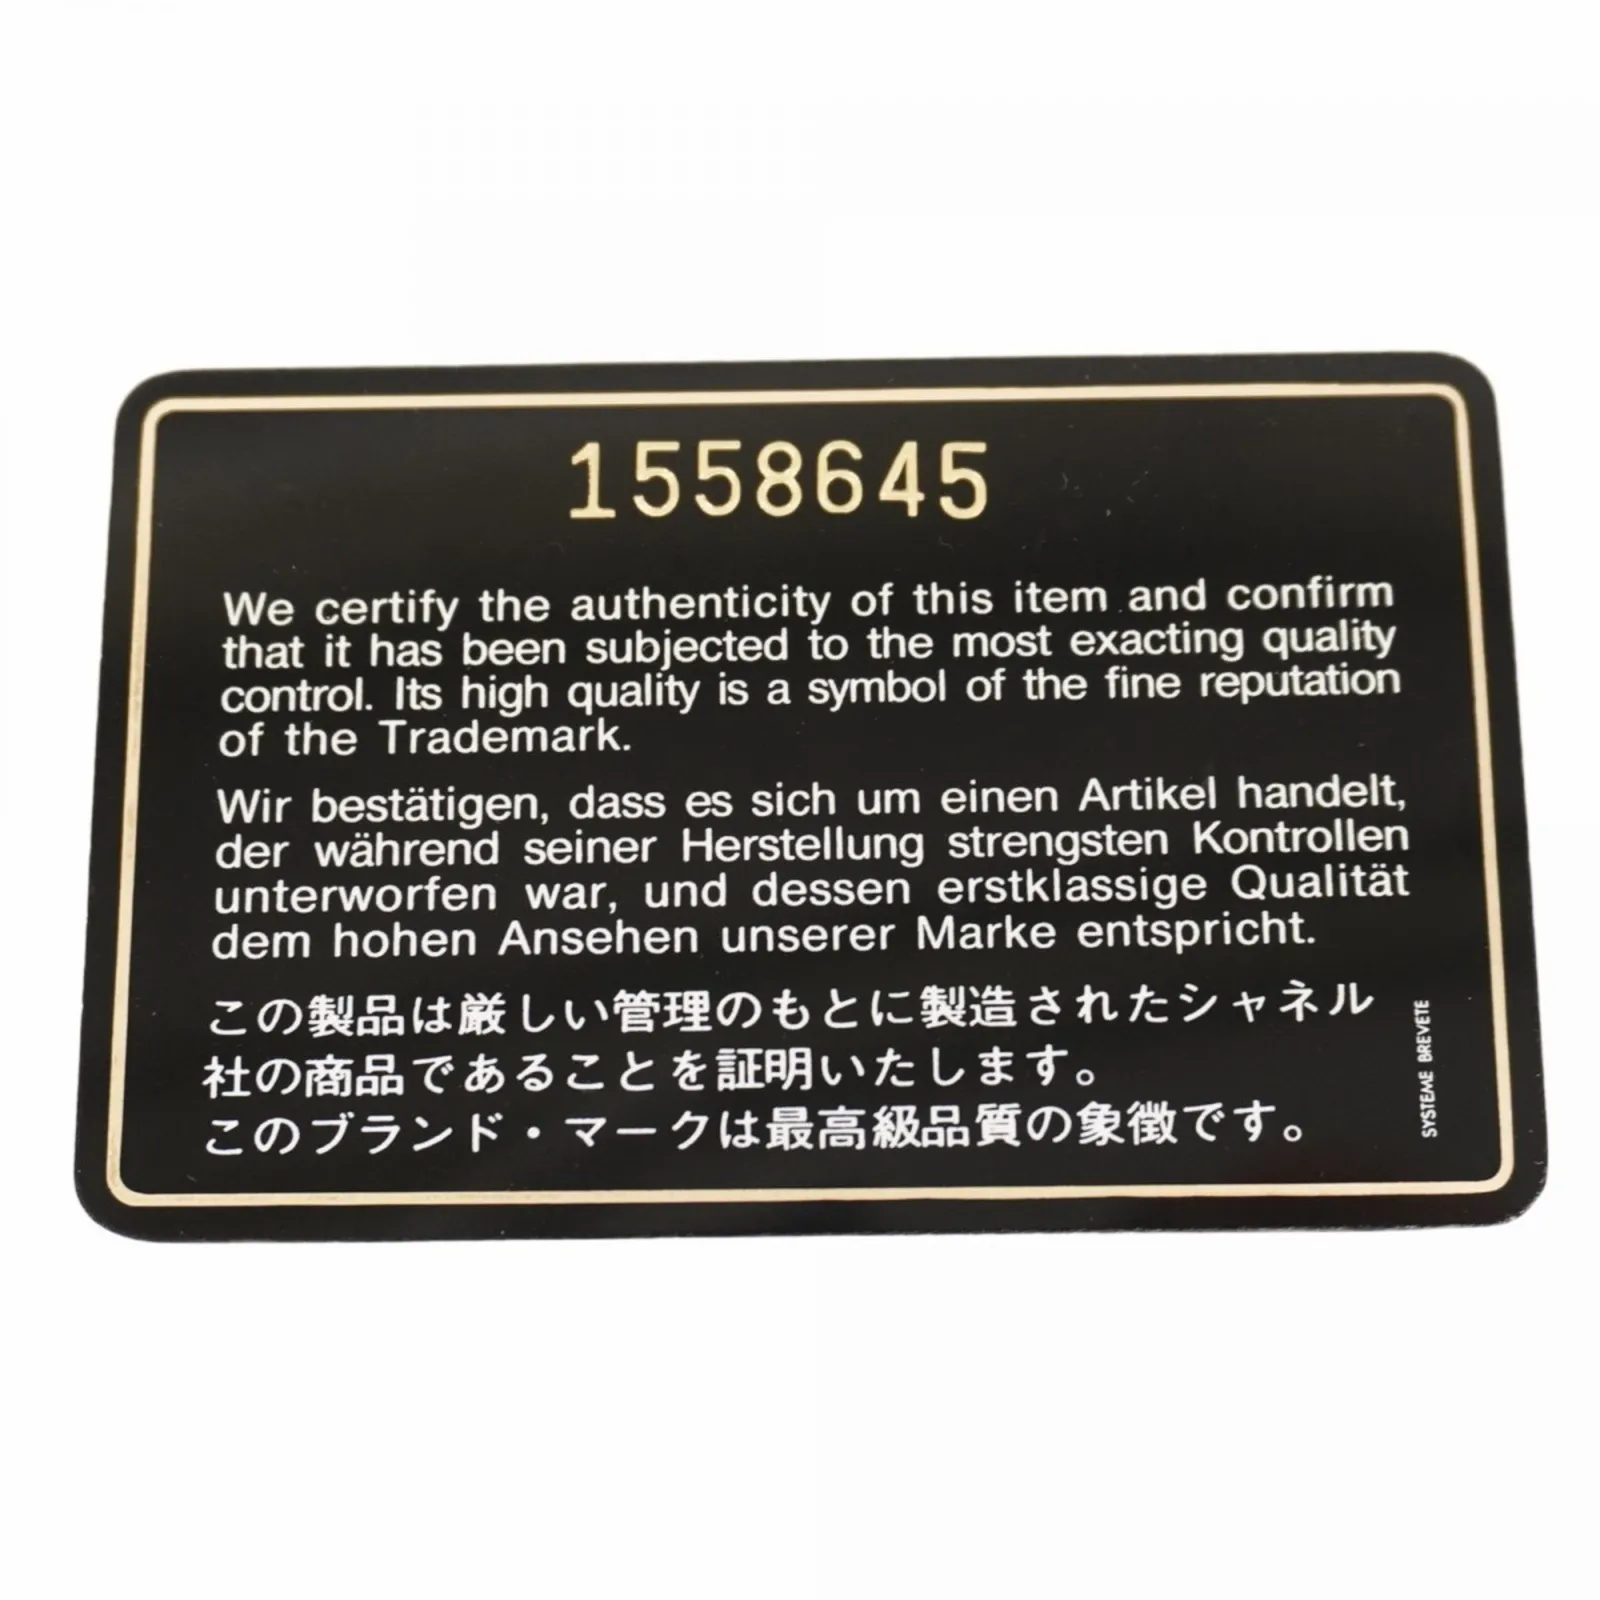 1558645
We certify the authenticity of this item and confirm
that it has been subjected to the most exacting quality
control. Its high quality is a symbol of the fine reputation
of the Trademark.
Wir bestätigen, dass es sich um einen Artikel handelt,
der während seiner Herstellung strengsten Kontrollen
unterworfen war, und dessen erstklassige Qualität
dem hohen Ansehen unserer Marke entspricht.
この製品は厳しい管理のもとに製造されたシャネル
社の商品であることを証明いたします。
このブランド・マークは最高級品質の象徴です。
SYSTEME BREVETE